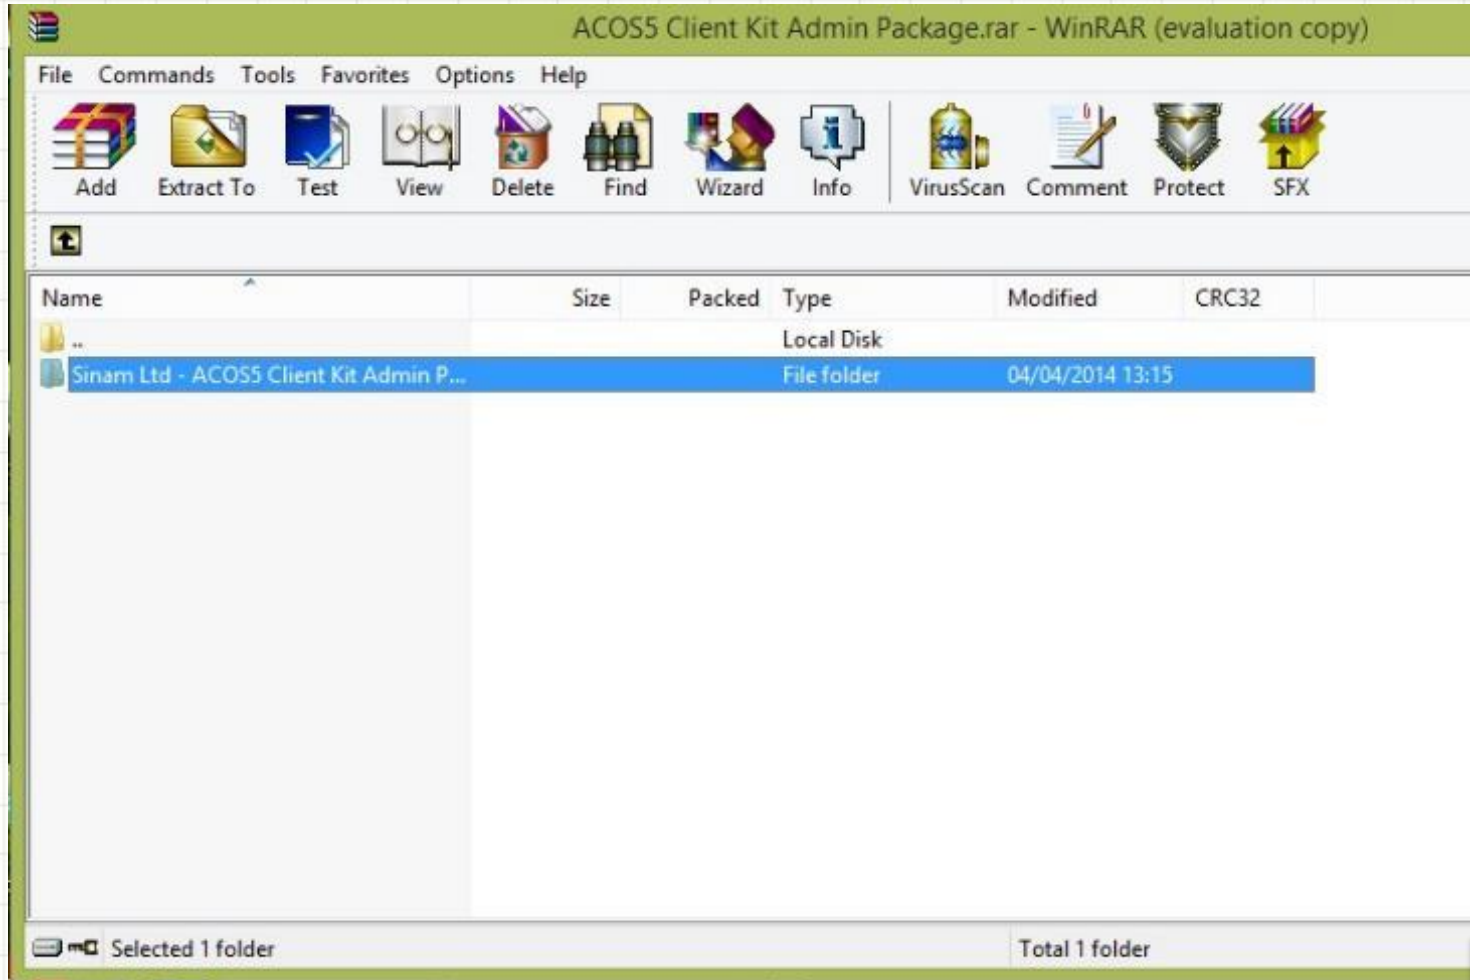 ACOS5 Client Kit Admin Package.rar - WinRAR (evaluation copy)
File Commands Tools Favorites Options Help
Add Extract To Test View Delete Find Wizard Info VirusScan Comment Protect SFX
Name Size Packed Type Modified CRC32
.. Local Disk
Sinam Ltd - ACOS5 Client Kit Admin P... File folder 04/04/2014 13:15
Selected 1 folder Total 1 folder